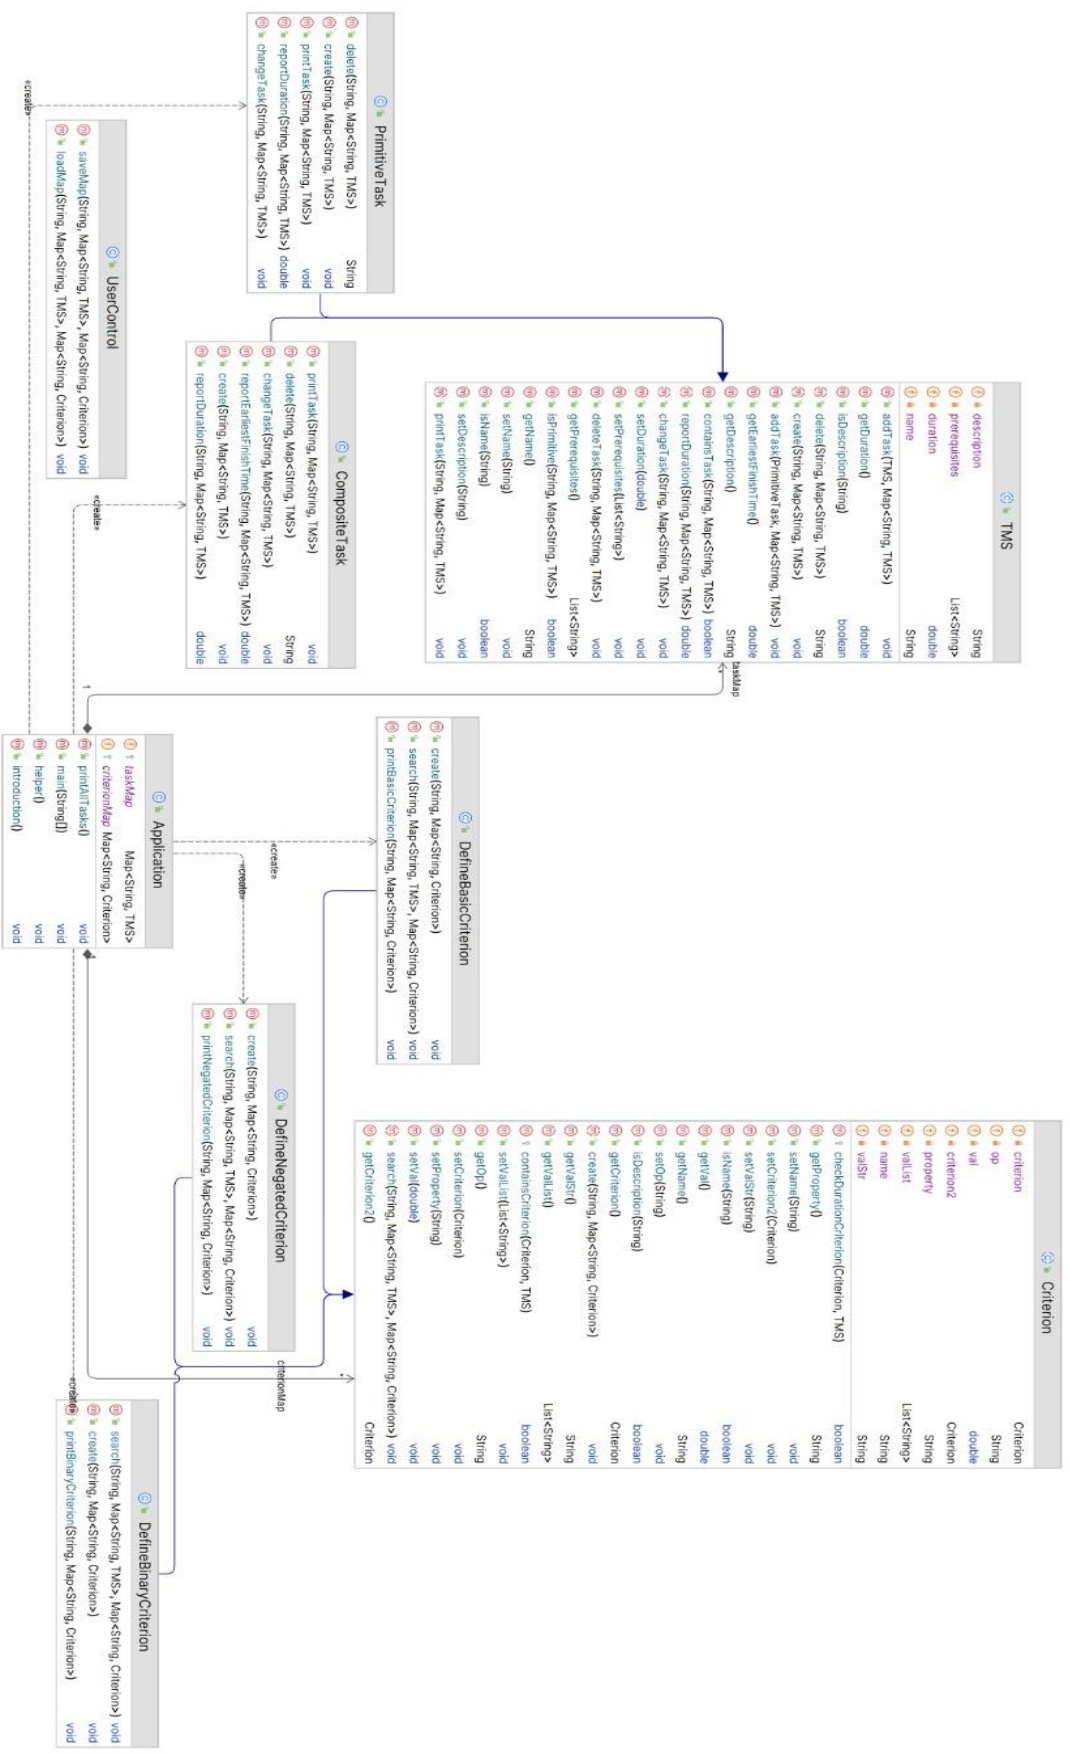 PrimitiveTask
delete(String, Map<String, TMS>) String
create(String, Map<String, TMS>) void
printTask(String, Map<String, TMS>) void
reportDuration(String, Map<String, TMS>) double
changeTask(String, Map<String, TMS>) void
«create»
UserControl
saveMap(String, Map<String, TMS>, Map<String, Criterion>) void
loadMap(String, Map<String, TMS>, Map<String, Criterion>) void
CompositeTask
printTask(String, Map<String, TMS>) void
delete(String, Map<String, TMS>) String
changeTask(String, Map<String, TMS>) void
reportEarliestFinishTime(String, Map<String, TMS>) double
create(String, Map<String, TMS>) void
reportDuration(String, Map<String, TMS>) double
«create»
TMS
description String
prerequisites List<String>
duration double
name String
addTask(TMS, Map<String, TMS>) void
getDuration() double
isDescription(String) boolean
delete(String, Map<String, TMS>) String
create(String, Map<String, TMS>) void
addTask(PrimitiveTask, Map<String, TMS>) void
getEarliestFinishTime() double
getDescription() String
containsTask(String, Map<String, TMS>) boolean
reportDuration(String, Map<String, TMS>) double
changeTask(String, Map<String, TMS>) void
setDuration(double) void
setPrerequisites(List<String>) void
deleteTask(String, Map<String, TMS>) void
getPrerequisites() List<String>
isPrimitive(String, Map<String, TMS>) boolean
getName() String
setName(String) void
isName(String) boolean
setDescription(String) void
printTask(String, Map<String, TMS>) void
taskMap
*
1
Application
taskMap Map<String, TMS>
criterionMap Map<String, Criterion>
printAllTasks() void
main(String[]) void
helper() void
introduction() void
«create»
«create»
DefineBasicCriterion
create(String, Map<String, Criterion>) void
search(String, Map<String, TMS>, Map<String, Criterion>) void
printBasicCriterion(String, Map<String, Criterion>) void
DefineNegatedCriterion
create(String, Map<String, Criterion>) void
search(String, Map<String, TMS>, Map<String, Criterion>) void
printNegatedCriterion(String, Map<String, Criterion>) void
Criterion
criterion Criterion
op String
val double
criterion2 Criterion
property String
valList List<String>
name String
valStr String
checkDurationCriterion(Criterion, TMS) boolean
getProperty() String
setName(String) void
setCriterion2(Criterion) void
setValStr(String) void
isName(String) boolean
getVal() double
getName() String
setOp(String) void
isDescription(String) boolean
getCriterion() Criterion
create(String, Map<String, Criterion>) void
getValStr() String
getValList() List<String>
containsCriterion(Criterion, TMS) boolean
setValList(List<String>) void
getOp() String
setCriterion(Criterion) void
setProperty(String) void
setVal(double) void
search(String, Map<String, TMS>, Map<String, Criterion>) void
getCriterion2() Criterion
criterionMap
*
«create»
DefineBinaryCriterion
search(String, Map<String, TMS>, Map<String, Criterion>) void
create(String, Map<String, Criterion>) void
printBinaryCriterion(String, Map<String, Criterion>) void